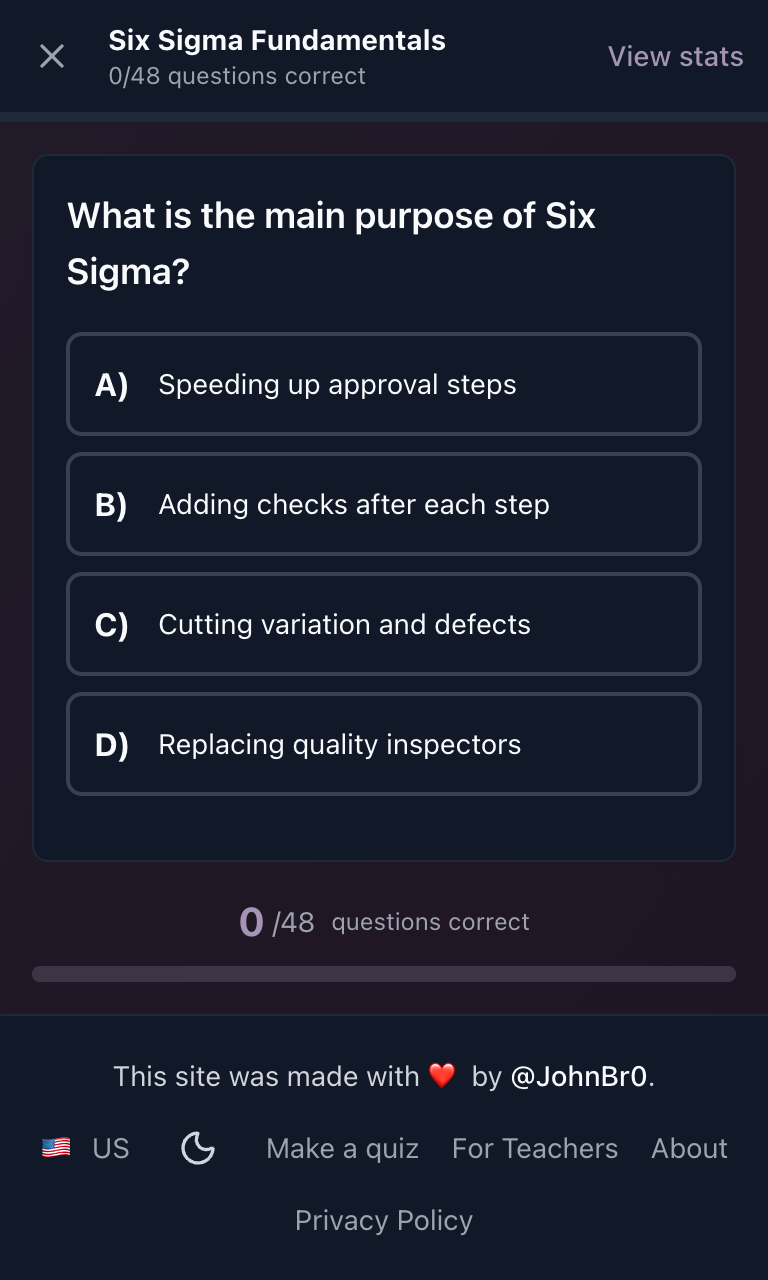 Six Sigma Fundamentals
0/48 questions correct
View stats
What is the main purpose of Six
Sigma?
A) Speeding up approval steps
B) Adding checks after each step
C) Cutting variation and defects
D) Replacing quality inspectors
0 /48 questions correct
This site was made with ❤️ by @JohnBr0.
🇺🇸 US Make a quiz For Teachers About
Privacy Policy